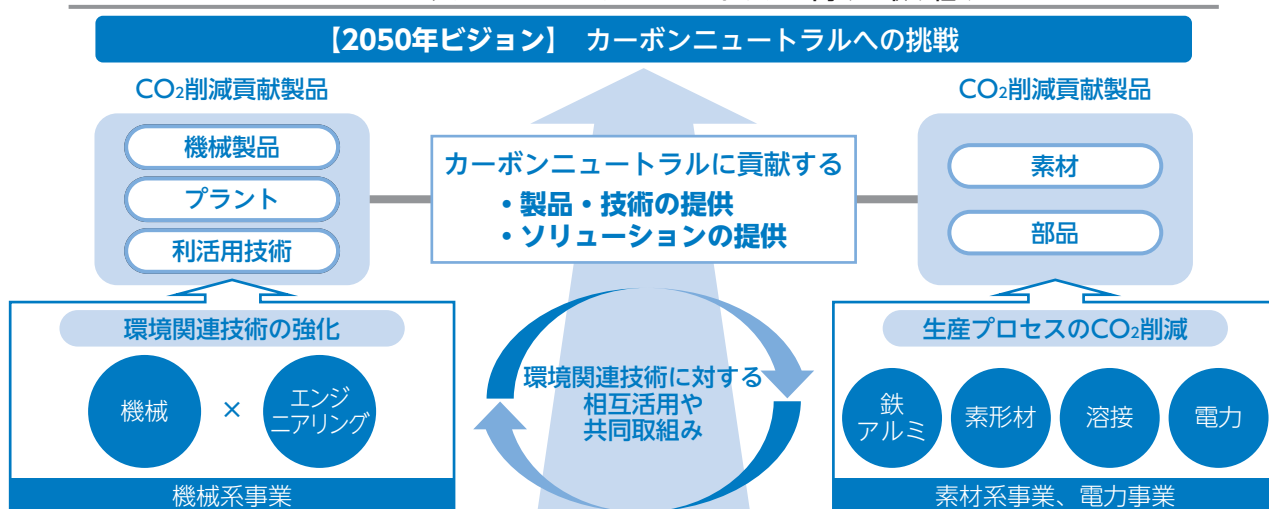 【2050年ビジョン】 カーボンニュートラルへの挑戦
CO₂削減貢献製品
機械製品
プラント
利活用技術
カーボンニュートラルに貢献する
・製品・技術の提供
・ソリューションの提供
CO₂削減貢献製品
素材
部品
環境関連技術の強化
機械
×
エンジ
ニアリング
機械系事業
環境関連技術に対する
相互活用や
共同取組み
生産プロセスのCO₂削減
鉄
アルミ
素形材
溶接
電力
素材系事業、電力事業